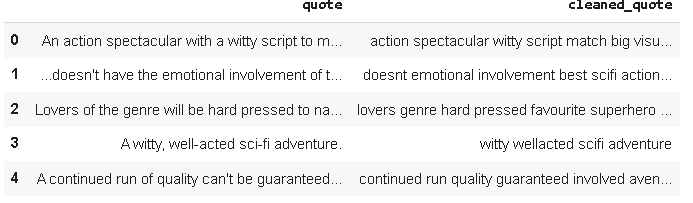 quote cleaned_quote
0 An action spectacular with a witty script to m... action spectacular witty script match big visu...
1 ...doesn't have the emotional involvement of t... doesnt emotional involvement best scifi action...
2 Lovers of the genre will be hard pressed to na... lovers genre hard pressed favourite superhero ...
3 A witty, well-acted sci-fi adventure. witty wellacted scifi adventure
4 A continued run of quality can't be guaranteed... continued run quality guaranteed involved aven...